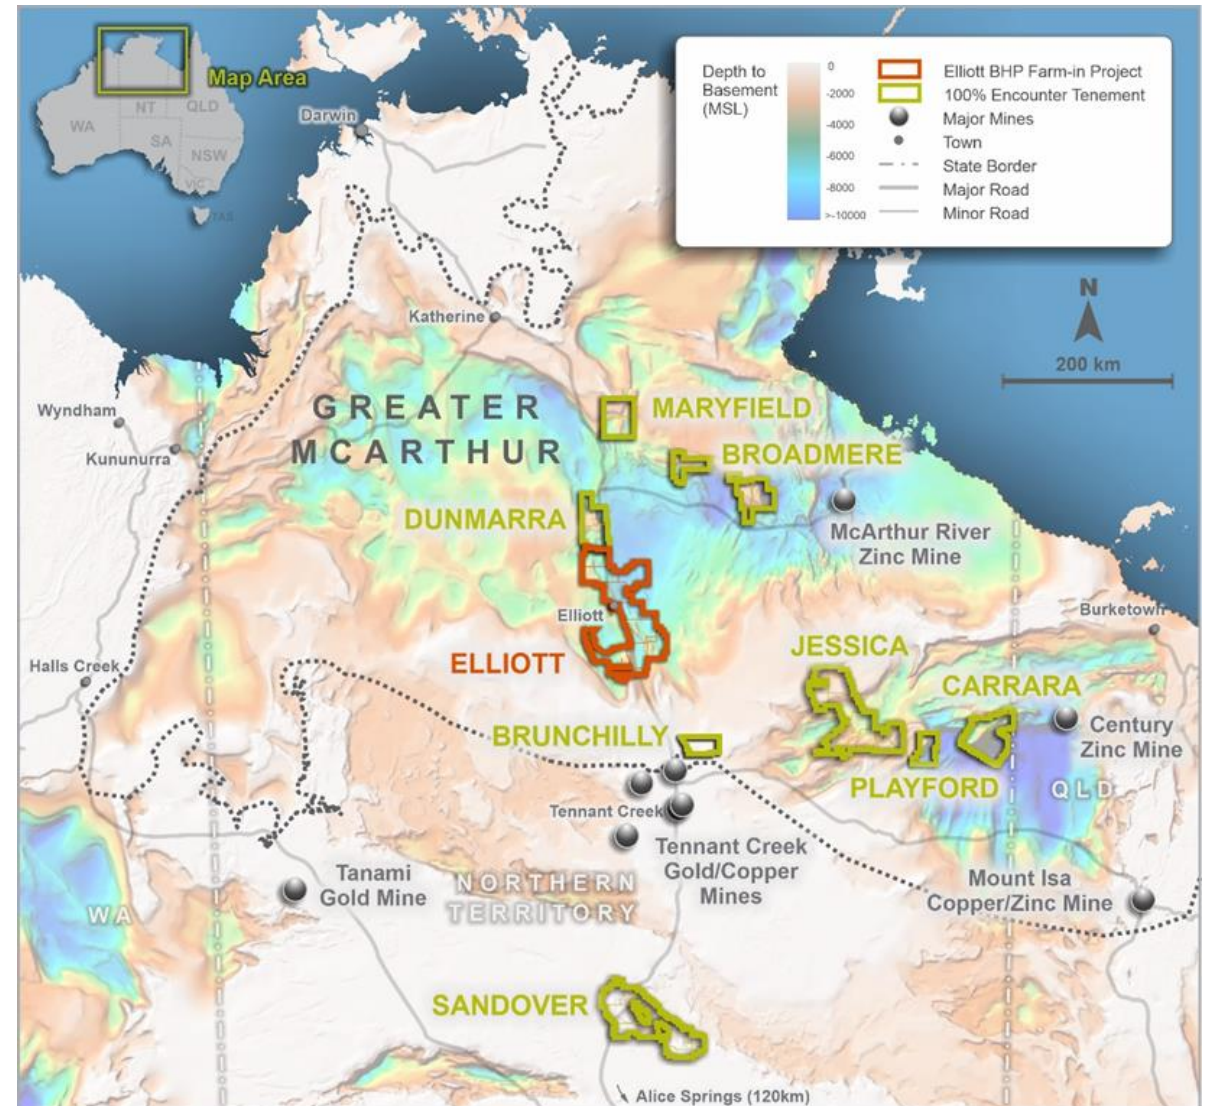 Map Area
NT
QLD
WA
SA
NSW
VIC
TAS
Darwin
Depth to
Basement
(MSL)
0
-2000
-4000
-6000
-8000
>-10000
Elliott BHP Farm-in Project
100% Encounter Tenement
Major Mines
Town
State Border
Major Road
Minor Road
N
200 km
Katherine
Wyndham
Kununurra
GREATER
MCARTHUR
MARYFIELD
BROADMERE
DUNMARRA
McArthur River
Zinc Mine
Elliott
ELLIOTT
Burketown
Halls Creek
JESSICA
CARRARA
BRUNCHILLY
Century
Zinc Mine
PLAYFORD
QLD
Tennant Creek
Tennant Creek
Gold/Copper
Mines
Tanami
Gold Mine
NORTHERN
TERRITORY
Mount Isa
Copper/Zinc Mine
WA
SANDOVER
Alice Springs (120km)